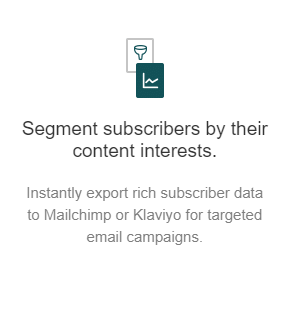 Segment subscribers by their
content interests.
Instantly export rich subscriber data
to Mailchimp or Klaviyo for targeted
email campaigns.